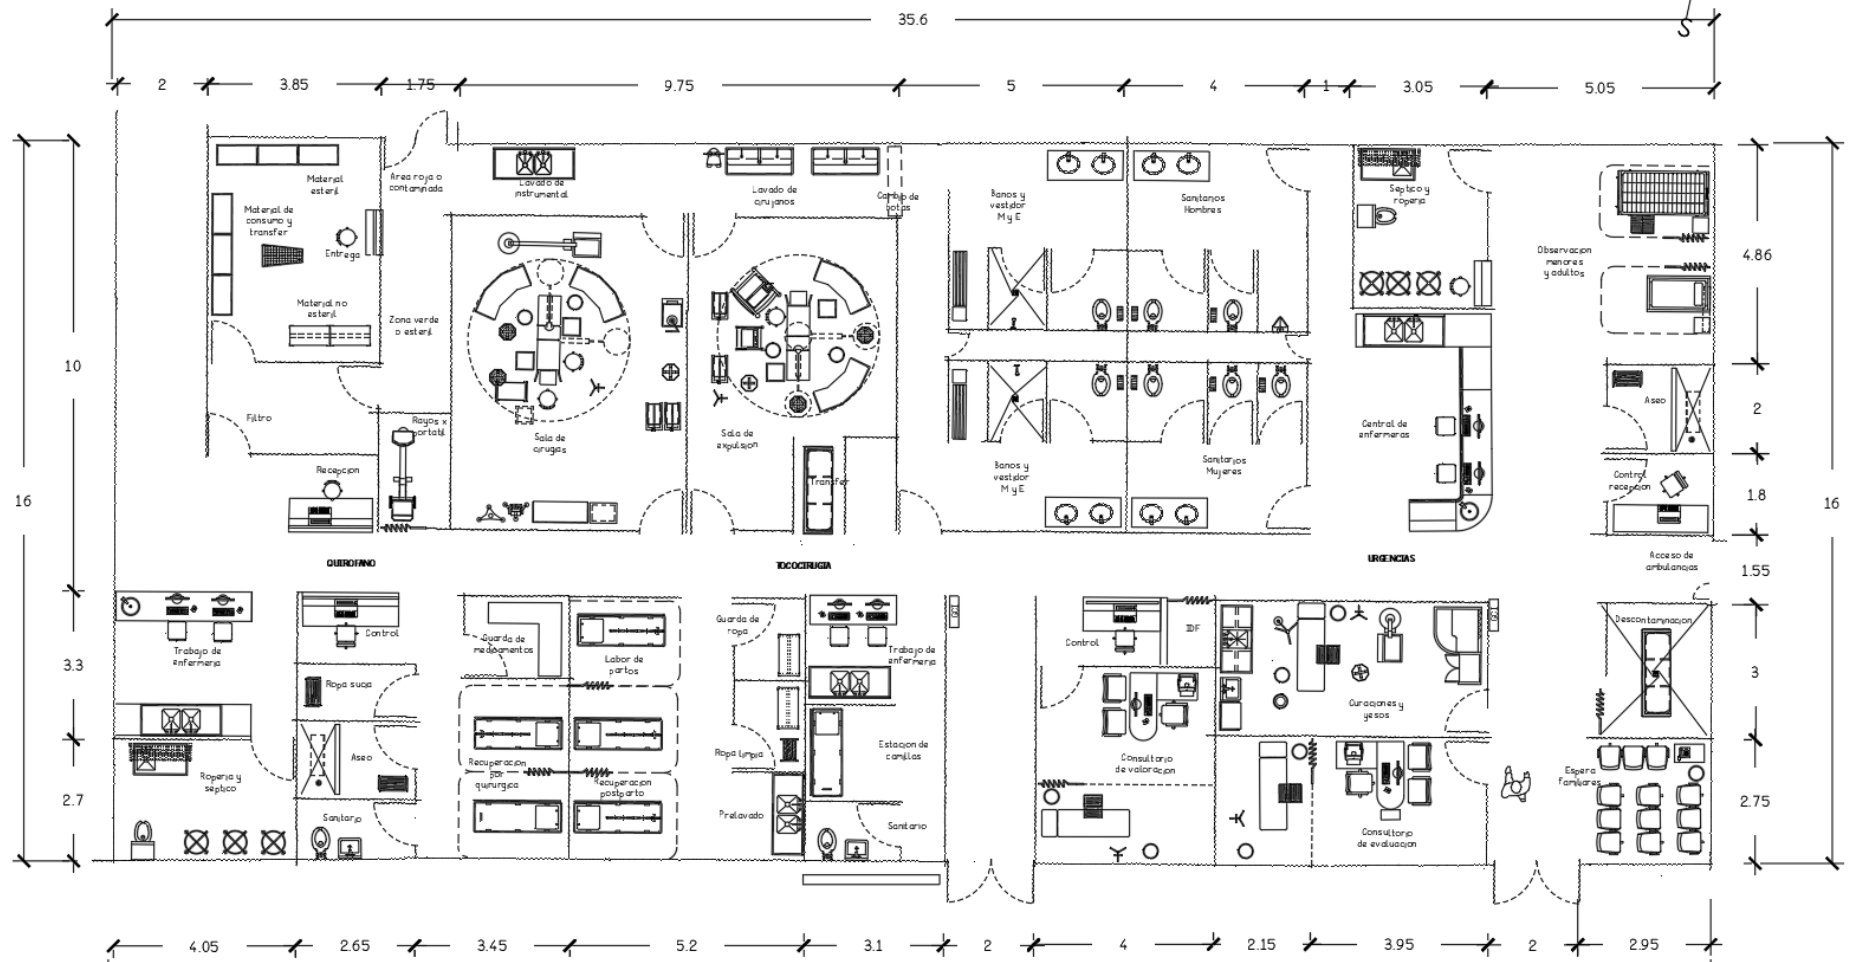 35.6
S
2
3.85
1.75
9.75
5
4
1
3.05
5.05
Material
esteril
Area roja o
contaminada
Lavado de
instrumental
Lavado de
cirujanos
Cambio de
botas
Banos y
vestidor
M y E
Sanitarios
Hombres
Septico y
roperia
Material de
consumo y
transfer
Entrega
Observacion
menores
y adultos
4.86
Material no
esteril
Zona verde
o esteril
10
Filtro
Rayos x
portatil
Sala de
cirugias
Sala de
expulsion
Central de
enfermeras
Aseo
2
Recepcion
Transfer
Banos y
vestidor
M y E
Sanitarios
Mujeres
Control
recepcion
1.8
16
16
QUIROFANO
TOCOCIRUGIA
URGENCIAS
Acceso de
ambulancias
1.55
Trabajo de
enfermeria
Control
Guarda de
medicamentos
Labor de
partos
Guarda de
ropa
Trabajo de
enfermeria
Control
IDF
Descontaminacion
3.3
Ropa sucia
3
Curaciones y
yesos
Aseo
Recuperacion
por
quirurgica
Recuperacion
postparto
Ropa limpia
Estacion de
camillas
Consultorio
de valoracion
Espera
familiares
Roperia y
septico
2.7
2.75
Sanitario
Prelavado
Sanitario
Consultorio
de evaluacion
4.05
2.65
3.45
5.2
3.1
2
4
2.15
3.95
2
2.95